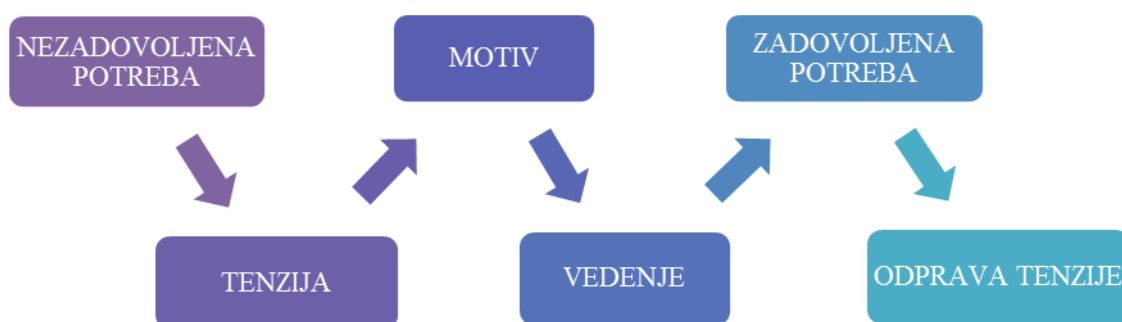 NEZADOVOLJENA
POTREBA
TENZIJA
MOTIV
VEDENJE
ZADOVOLJENA
POTREBA
ODPRAVA TENZIJE